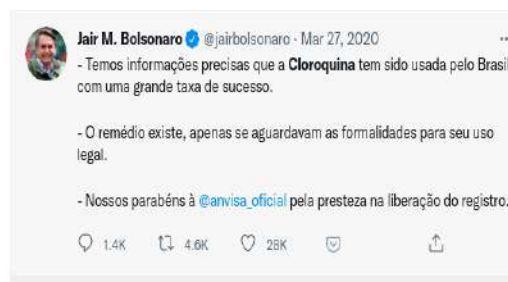 Jair M. Bolsonaro @jairbolsonaro · Mar 27, 2020 ...
- Temos informações precisas que a Cloroquina tem sido usada pelo Brasil
com uma grande taxa de sucesso.
- O remédio existe, apenas se aguardavam as formalidades para seu uso
legal.
- Nossos parabéns à @anvisa_oficial pela presteza na liberação do registro.
1.4K 4.6K 28K